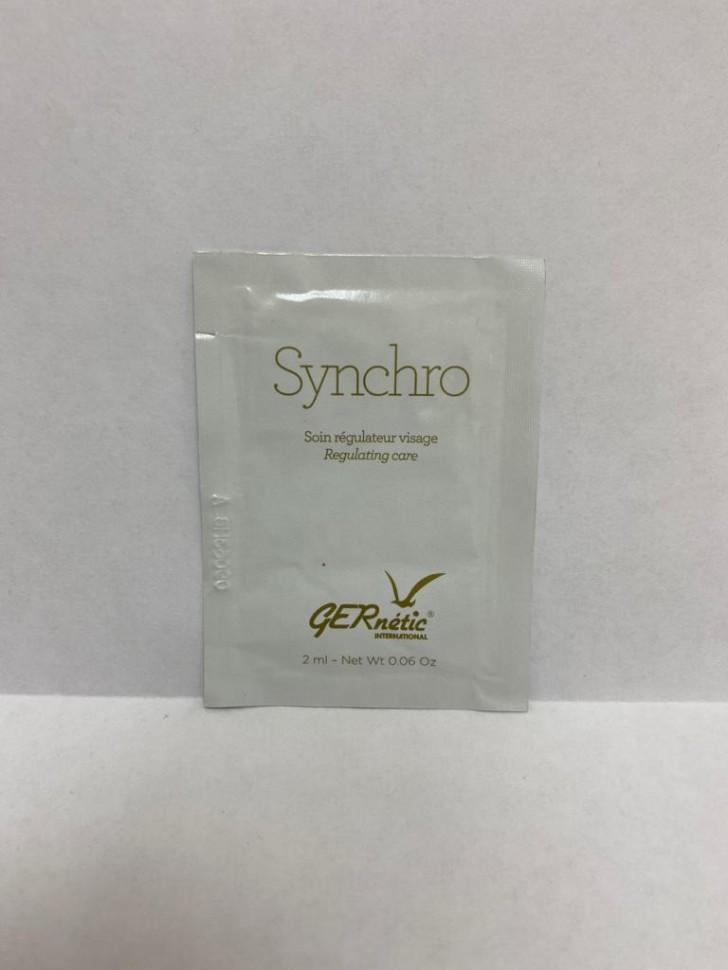 Synchro
Soin régulateur visage
Regulating care
GERnétic®
INTERNATIONAL
2 ml – Net Wt 0.06 Oz